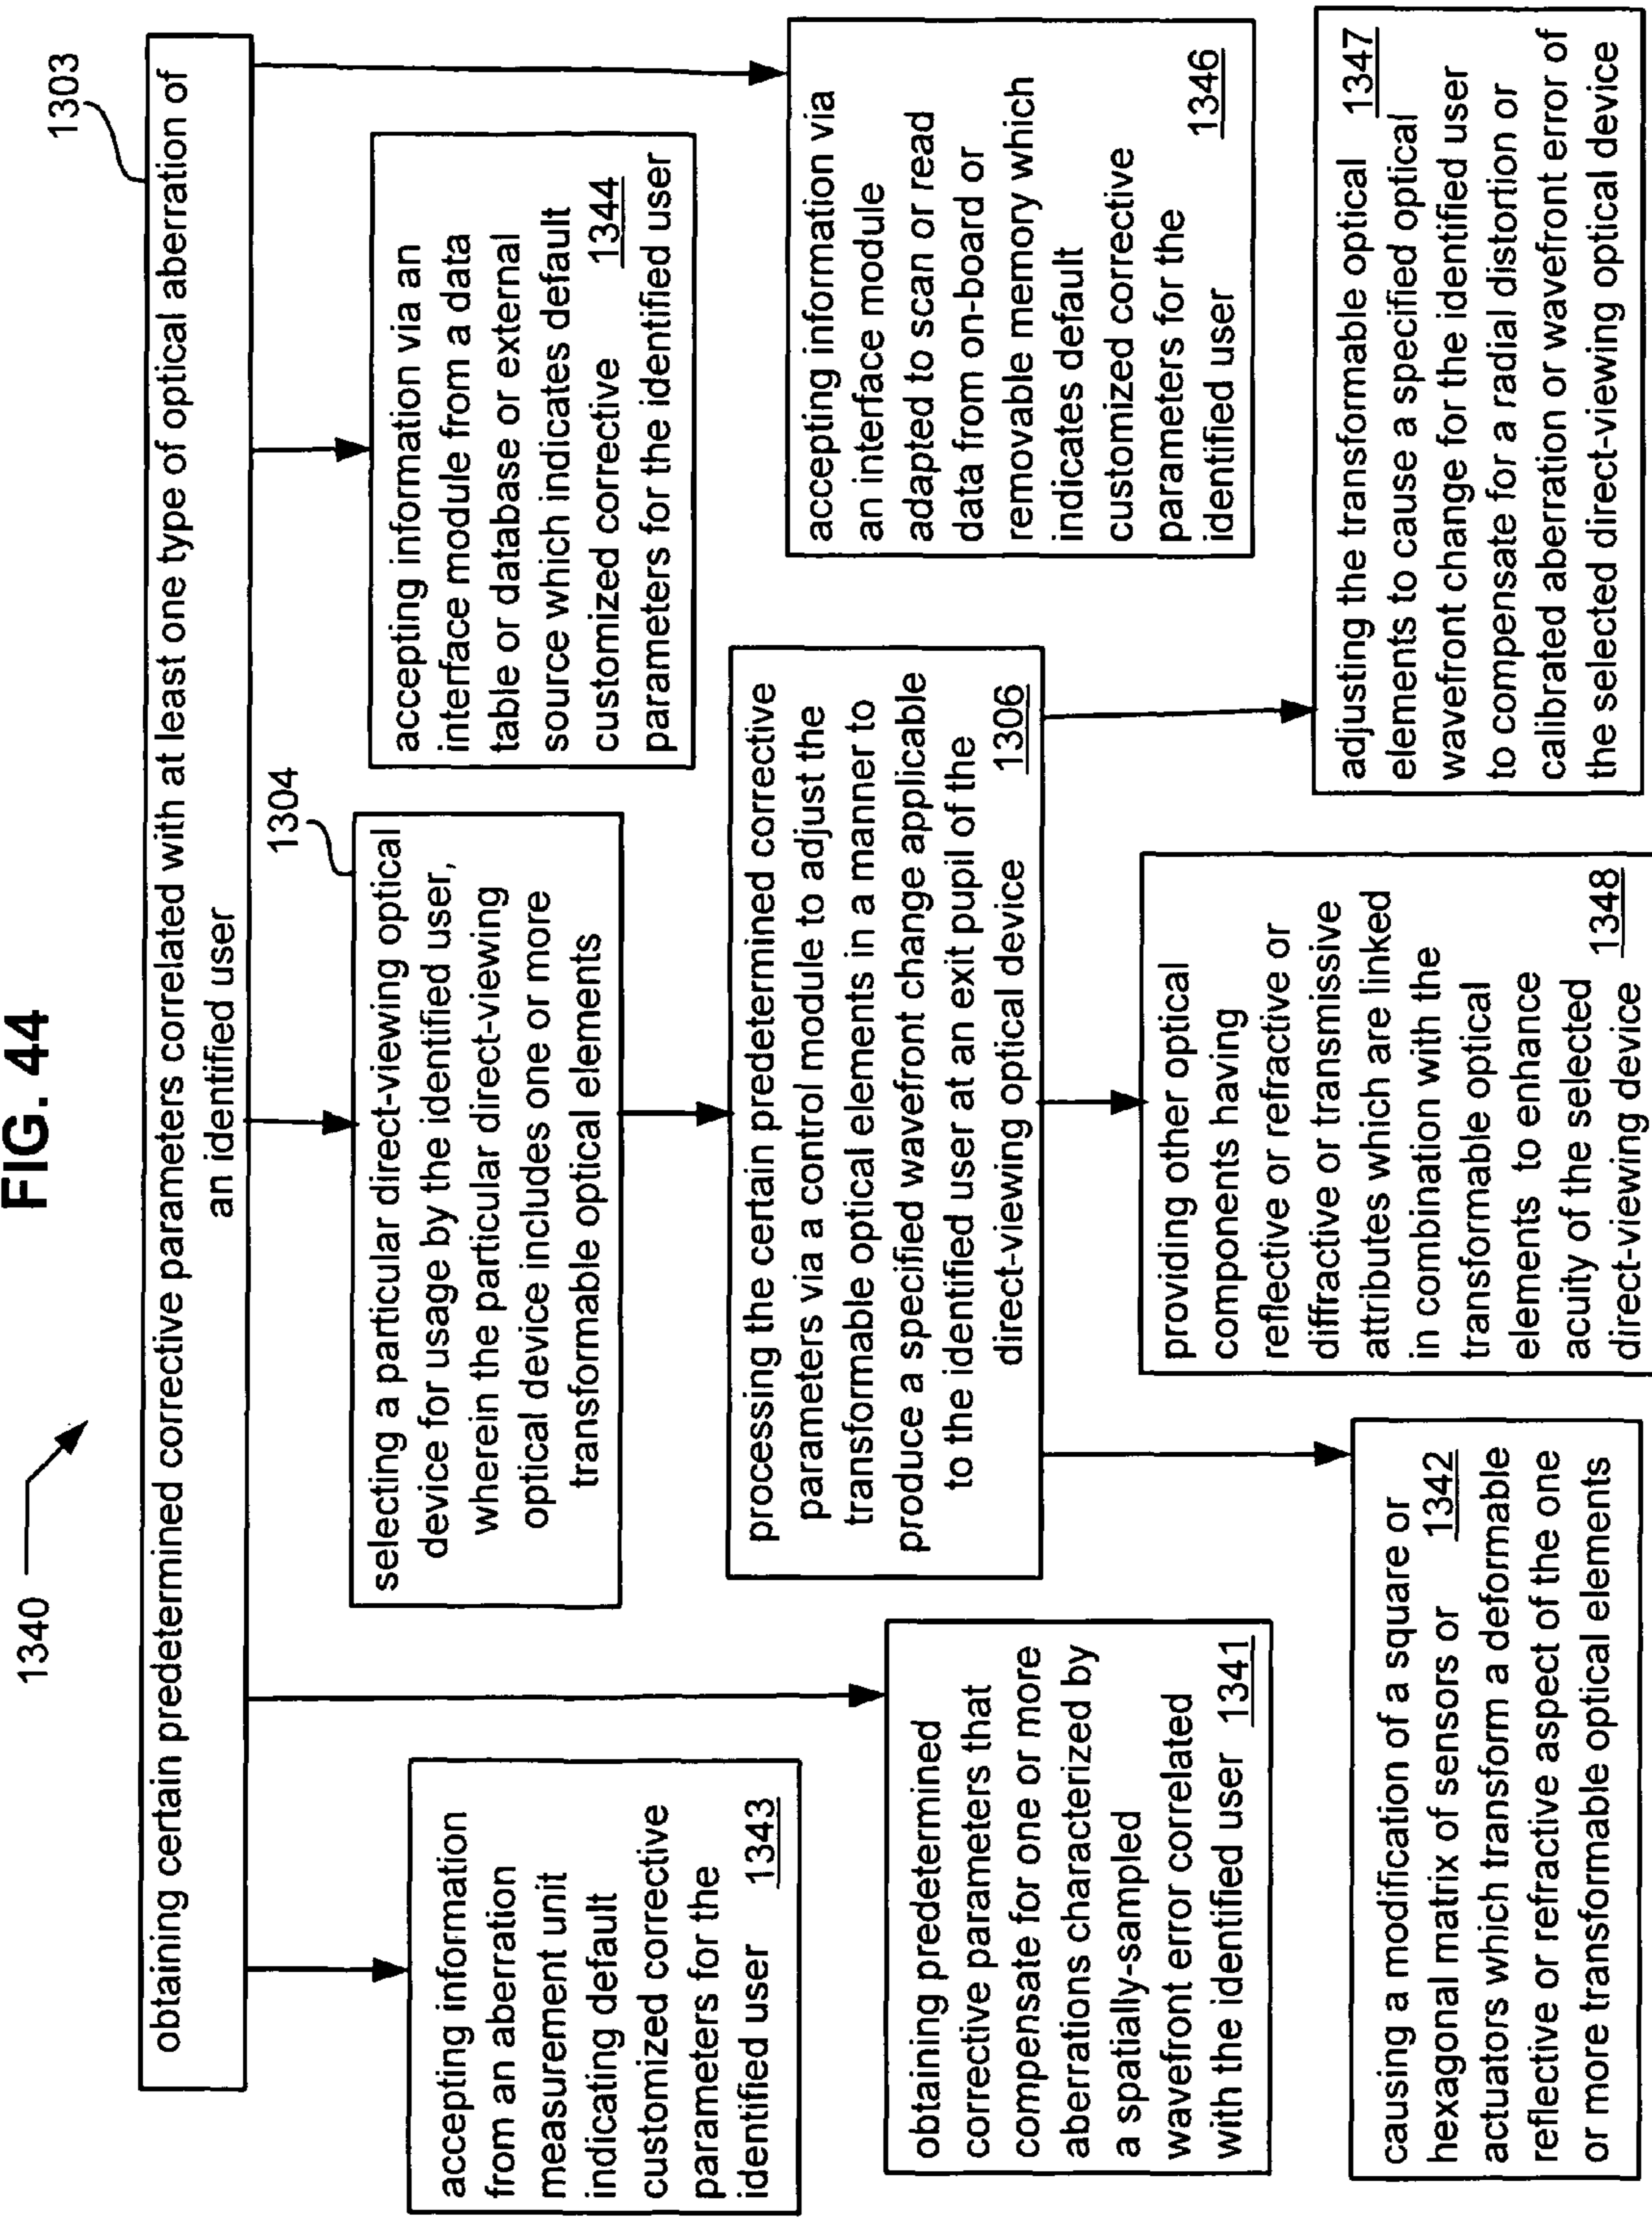 FIG. 44
1340
1303
obtaining certain predetermined corrective parameters correlated with at least one type of optical aberration of
an identified user
accepting information
from an aberration
measurement unit
indicating default
customized corrective
parameters for the
identified user 1343
1304
selecting a particular direct-viewing optical
device for usage by the identified user,
wherein the particular direct-viewing
optical device includes one or more
transformable optical elements
accepting information via an
interface module from a data
table or database or external
source which indicates default
customized corrective 1344
parameters for the identified user
obtaining predetermined
corrective parameters that
compensate for one or more
aberrations characterized by
a spatially-sampled
wavefront error correlated
with the identified user 1341
processing the certain predetermined corrective
parameters via a control module to adjust the
transformable optical elements in a manner to
produce a specified wavefront change applicable
to the identified user at an exit pupil of the
direct-viewing optical device 1306
accepting information via
an interface module
adapted to scan or read
data from on-board or
removable memory which
indicates default
customized corrective
parameters for the
identified user 1346
causing a modification of a square or
hexagonal matrix of sensors or 1342
actuators which transform a deformable
reflective or refractive aspect of the one
or more transformable optical elements
providing other optical
components having
reflective or refractive or
diffractive or transmissive
attributes which are linked
in combination with the
transformable optical
elements to enhance
acuity of the selected
direct-viewing device 1348
adjusting the transformable optical 1347
elements to cause a specified optical
wavefront change for the identified user
to compensate for a radial distortion or
calibrated aberration or wavefront error of
the selected direct-viewing optical device